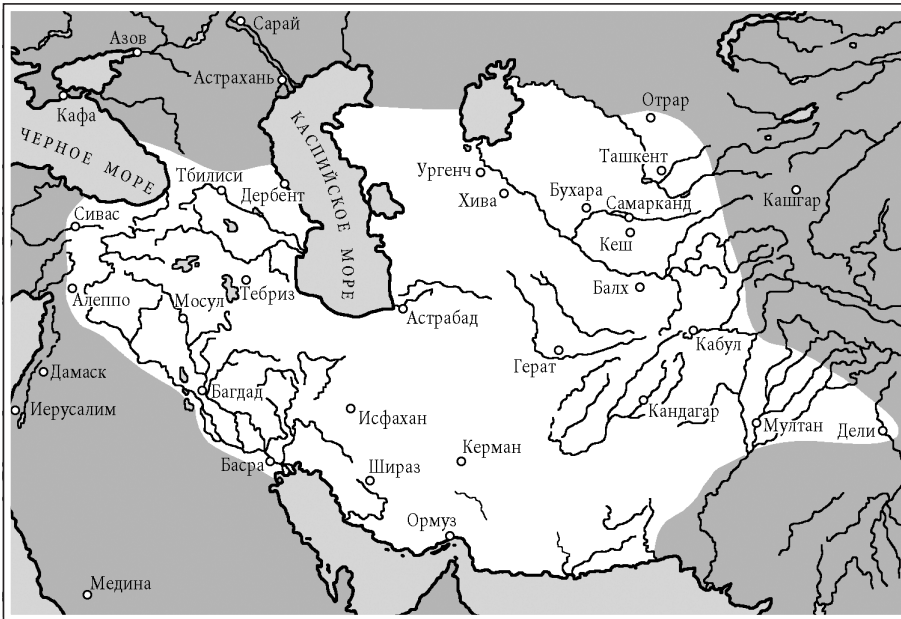 Сарай
Азов
Астрахань
Кафа
Отрар
ЧЕРНОЕ МОРЕ
КАСПИЙСКОЕ МОРЕ
Ташкент
Ургенч
Тбилиси
Дербент
Хива
Бухара
Самарканд
Кашгар
Сивас
Кеш
Алеппо
Мосул
Тебриз
Балх
Астрабад
Кабул
Герат
Дамаск
Багдад
Иерусалим
Исфахан
Кандагар
Мултан
Дели
Басра
Шираз
Керман
Ормуз
Медина